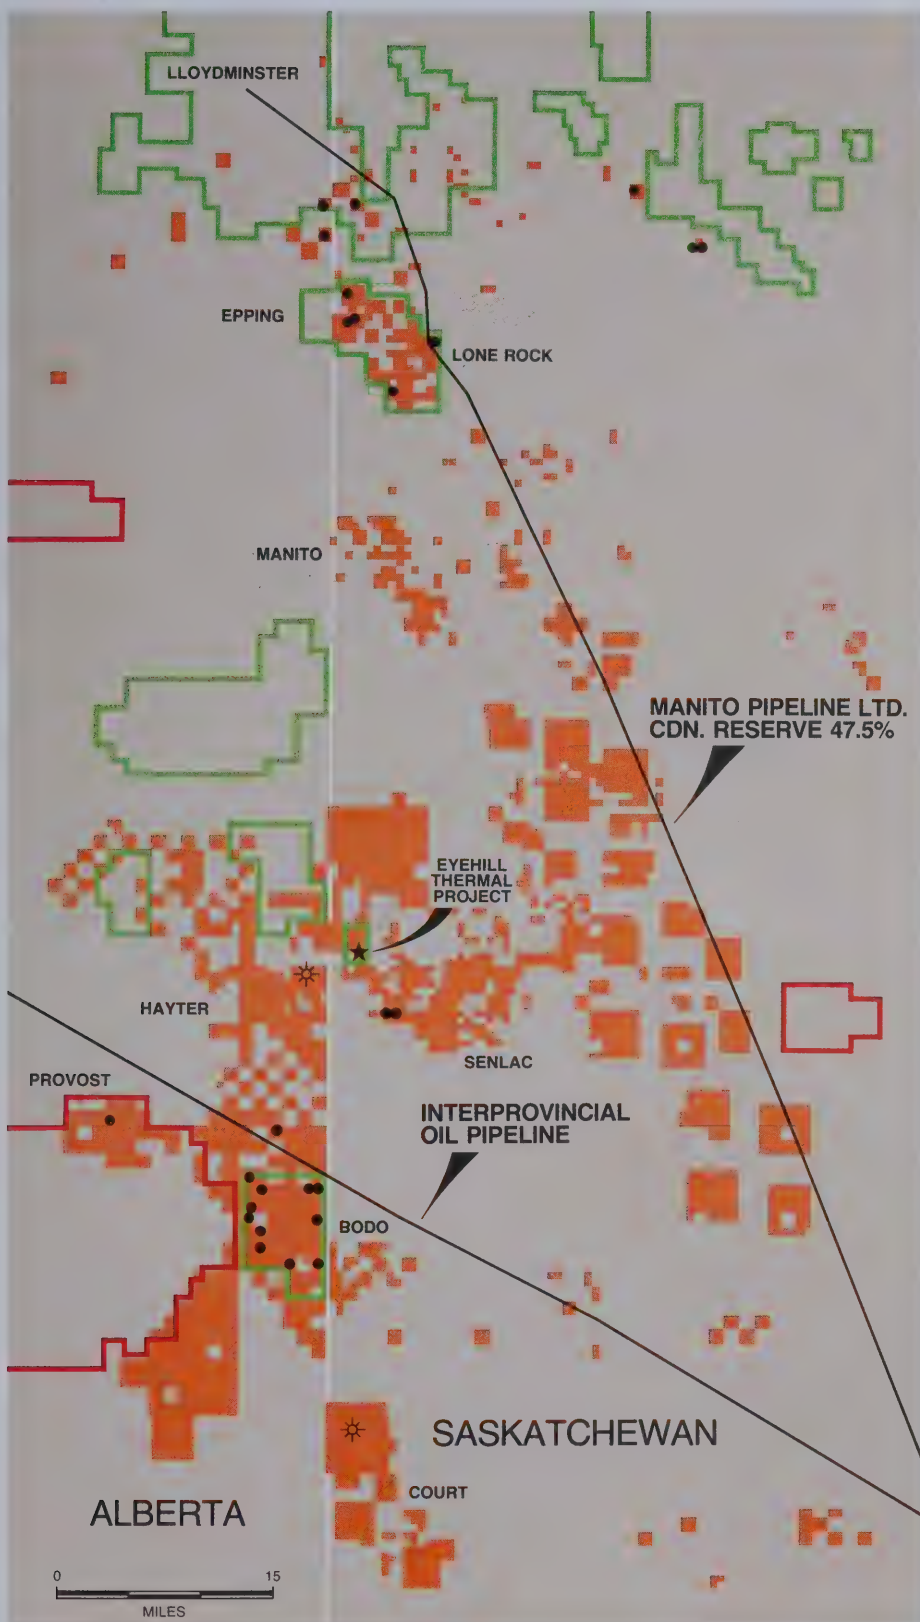 LLOYDMINSTER
EPPING
LONE ROCK
MANITO
MANITO PIPELINE LTD.
CDN. RESERVE 47.5%
EYEHILL
THERMAL
PROJECT
HAYTER
SENLAC
PROVOST
INTERPROVINCIAL
OIL PIPELINE
BODO
SASKATCHEWAN
COURT
ALBERTA
0 15
MILES